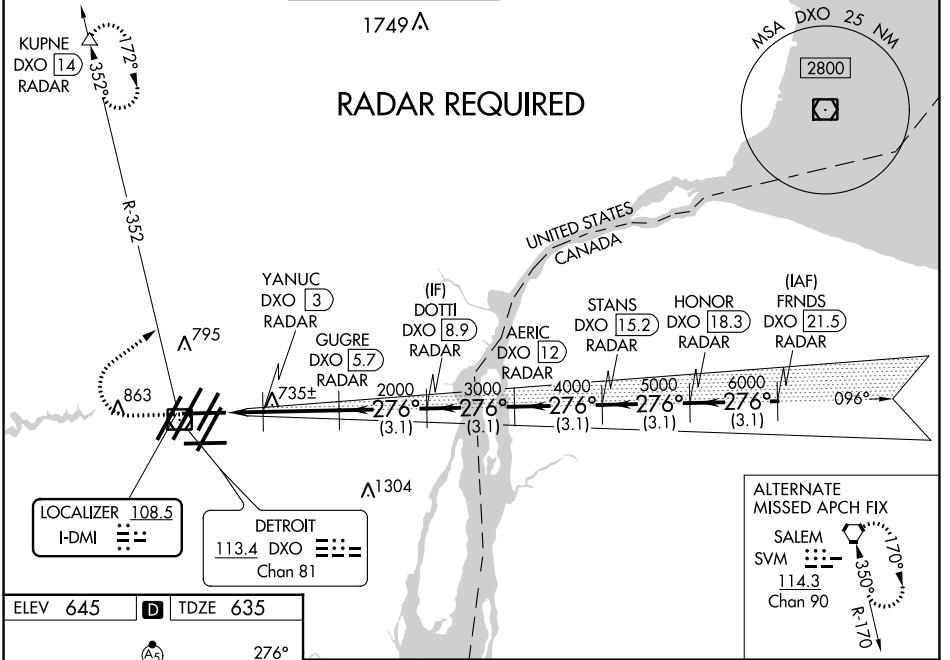 1749
KUPNE
DXO 14
RADAR
172°
352°
R-352
RADAR REQUIRED
MSA DXO 25 NM
2800
UNITED STATES
CANADA
YANUC
DXO 3
RADAR
GUGRE
DXO 5.7
RADAR
(IF)
DOTTI
DXO 8.9
RADAR
AERIC
DXO 12
RADAR
STANS
DXO 15.2
RADAR
HONOR
DXO 18.3
RADAR
(IAF)
FRNDS
DXO 21.5
RADAR
795
863
735±
2000
276°
(3.1)
3000
276°
(3.1)
4000
276°
(3.1)
5000
276°
(3.1)
6000
276°
(3.1)
096°
1304
LOCALIZER 108.5
I-DMI
DETROIT
113.4 DXO
Chan 81
ALTERNATE
MISSED APCH FIX
SALEM
SVM
114.3
Chan 90
170°
350°
R-170
ELEV 645 D TDZE 635
A5
276°